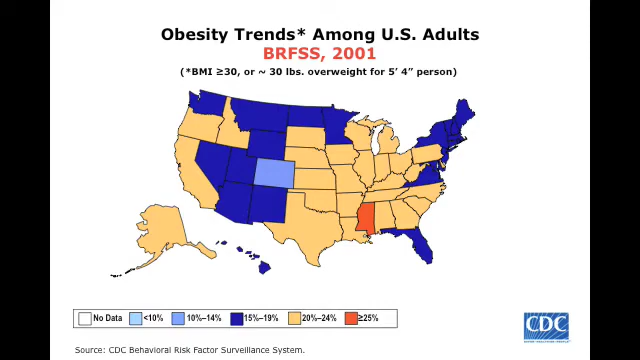 Obesity Trends* Among U.S. Adults
BRFSS, 2001
(*BMI ≥30, or ~ 30 lbs. overweight for 5’ 4” person)
No Data <10% 10%–14% 15%–19% 20%–24% ≥25%
CDC
Source: CDC Behavioral Risk Factor Surveillance System.